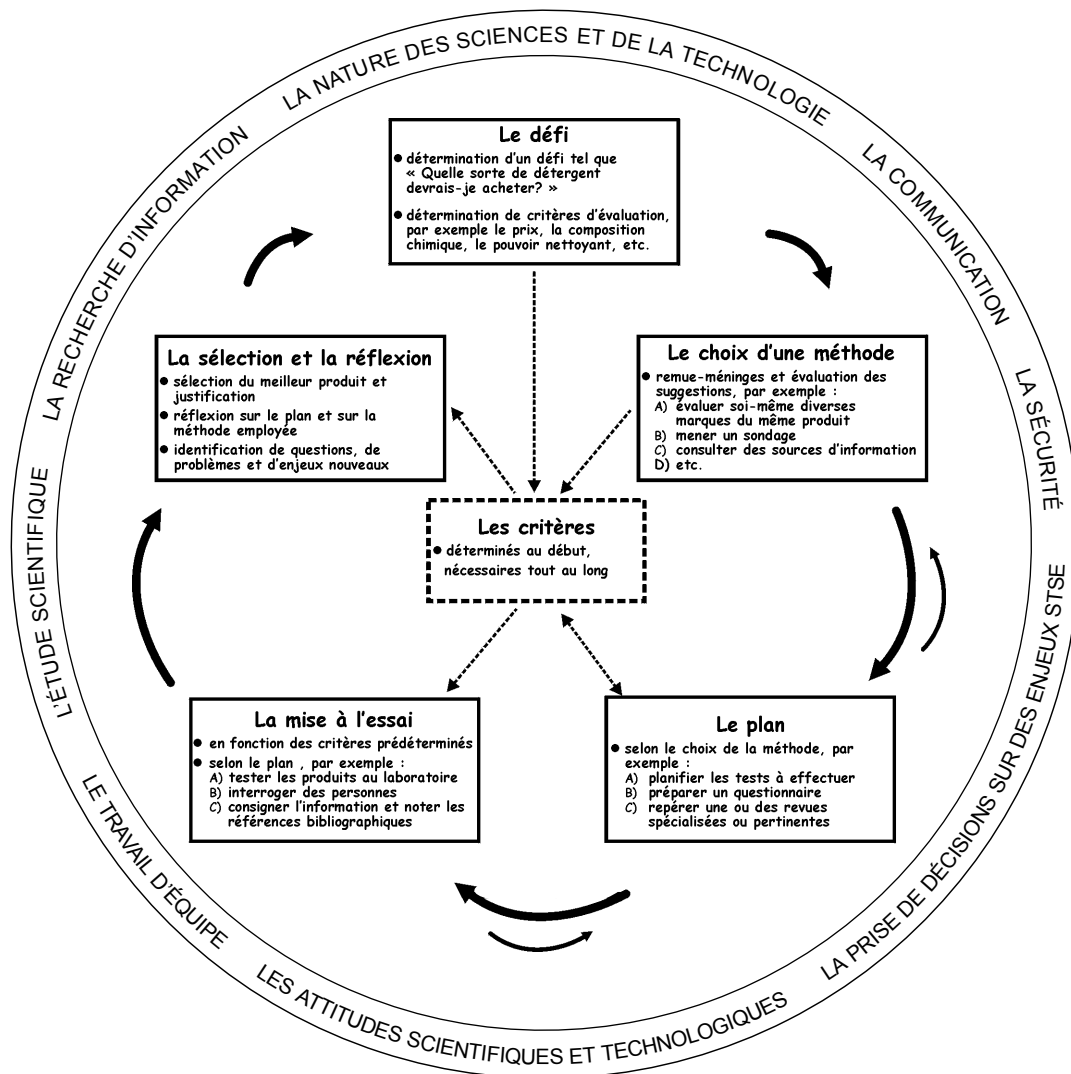 LA NATURE DES SCIENCES ET DE LA TECHNOLOGIE
LA COMMUNICATION
LA SÉCURITÉ
LA PRISE DE DÉCISIONS SUR DES ENJEUX STSE
LES ATTITUDES SCIENTIFIQUES ET TECHNOLOGIQUES
LE TRAVAIL D'ÉQUIPE
L'ÉTUDE SCIENTIFIQUE
LA RECHERCHE D'INFORMATION
Le défi
● détermination d'un défi tel que
« Quelle sorte de détergent
devrais-je acheter? »
● détermination de critères d'évaluation,
par exemple le prix, la composition
chimique, le pouvoir nettoyant, etc.
Le choix d'une méthode
● remue-méninges et évaluation des
suggestions, par exemple :
A) évaluer soi-même diverses
marques du même produit
B) mener un sondage
C) consulter des sources d'information
D) etc.
Le plan
● selon le choix de la méthode, par
exemple :
A) planifier les tests à effectuer
B) préparer un questionnaire
C) repérer une ou des revues
spécialisées ou pertinentes
La mise à l'essai
● en fonction des critères prédéterminés
● selon le plan , par exemple :
A) tester les produits au laboratoire
B) interroger des personnes
C) consigner l'information et noter les
références bibliographiques
La sélection et la réflexion
● sélection du meilleur produit et
justification
● réflexion sur le plan et sur la
méthode employée
● identification de questions, de
problèmes et d'enjeux nouveaux
Les critères
● déterminés au début,
nécessaires tout au long